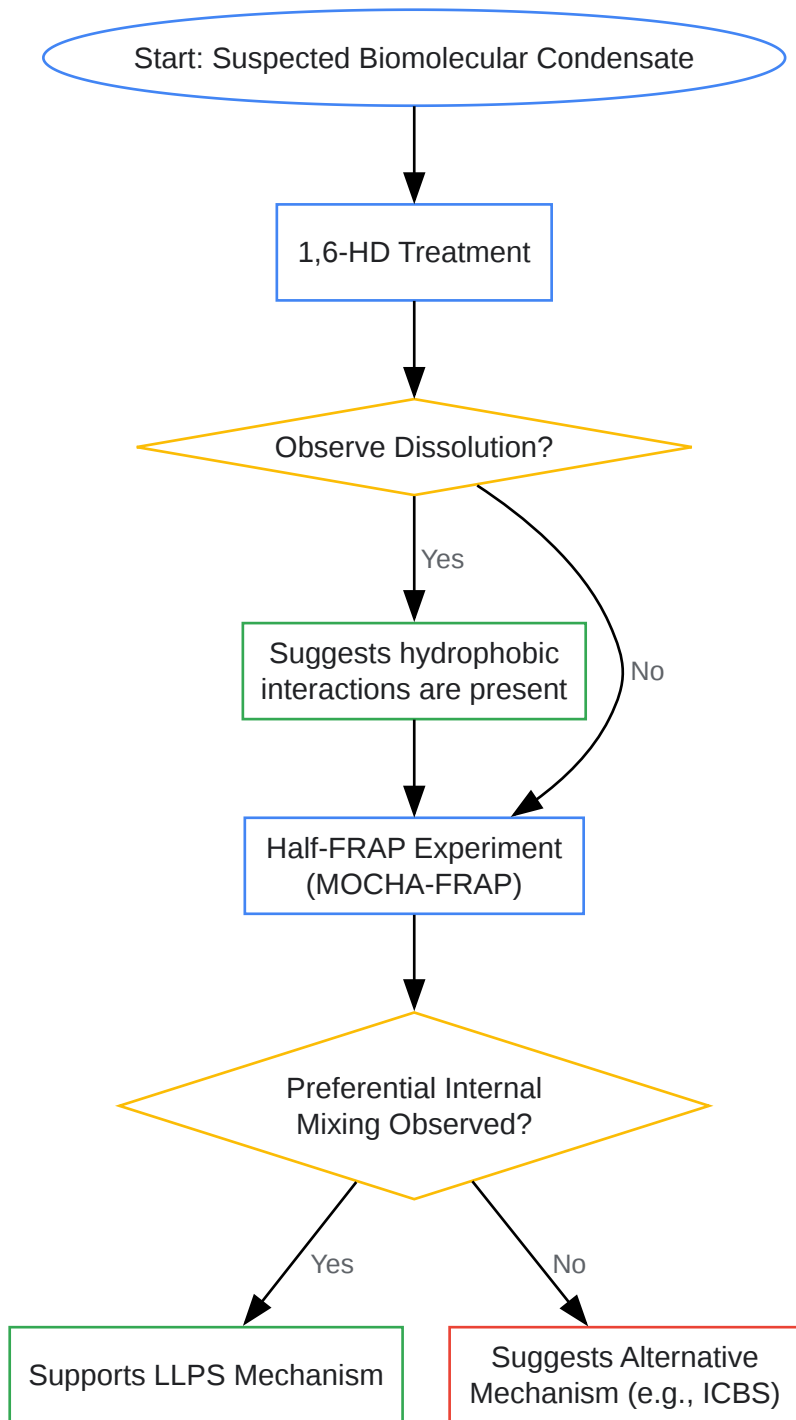 Start: Suspected Biomolecular Condensate
1,6-HD Treatment
Observe Dissolution?
Yes
Suggests hydrophobic
interactions are present
No
Half-FRAP Experiment
(MOCHA-FRAP)
Preferential Internal
Mixing Observed?
Yes
No
Supports LLPS Mechanism
Suggests Alternative
Mechanism (e.g., ICBS)